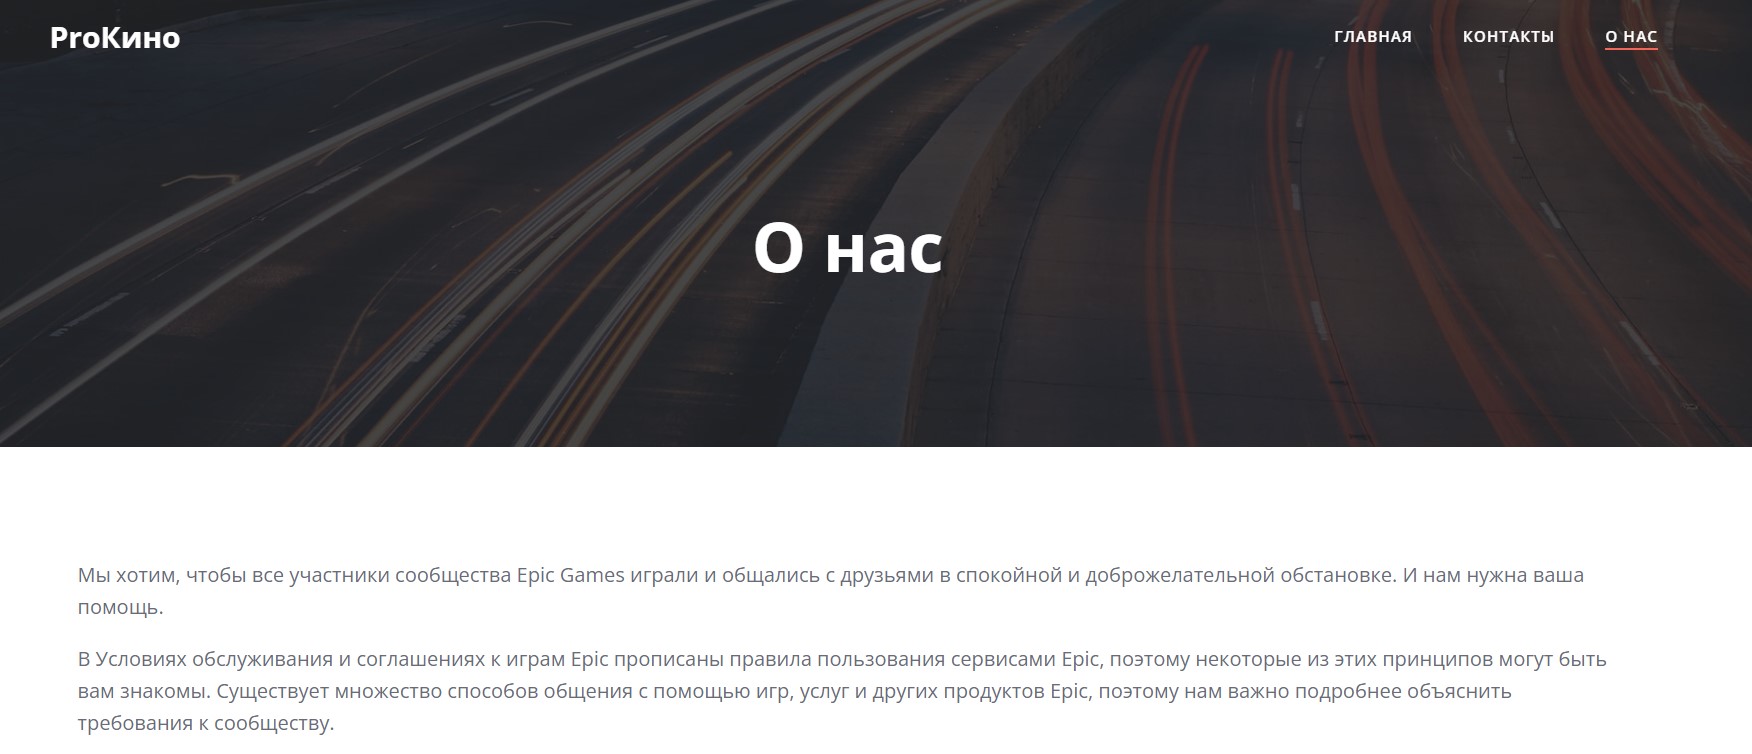 ProКино
ГЛАВНАЯ КОНТАКТЫ О НАС
О нас
Мы хотим, чтобы все участники сообщества Epic Games играли и общались с друзьями в спокойной и доброжелательной обстановке. И нам нужна ваша
помощь.
В Условиях обслуживания и соглашениях к играм Epic прописаны правила пользования сервисами Epic, поэтому некоторые из этих принципов могут быть
вам знакомы. Существует множество способов общения с помощью игр, услуг и других продуктов Epic, поэтому нам важно подробнее объяснить
требования к сообществу.